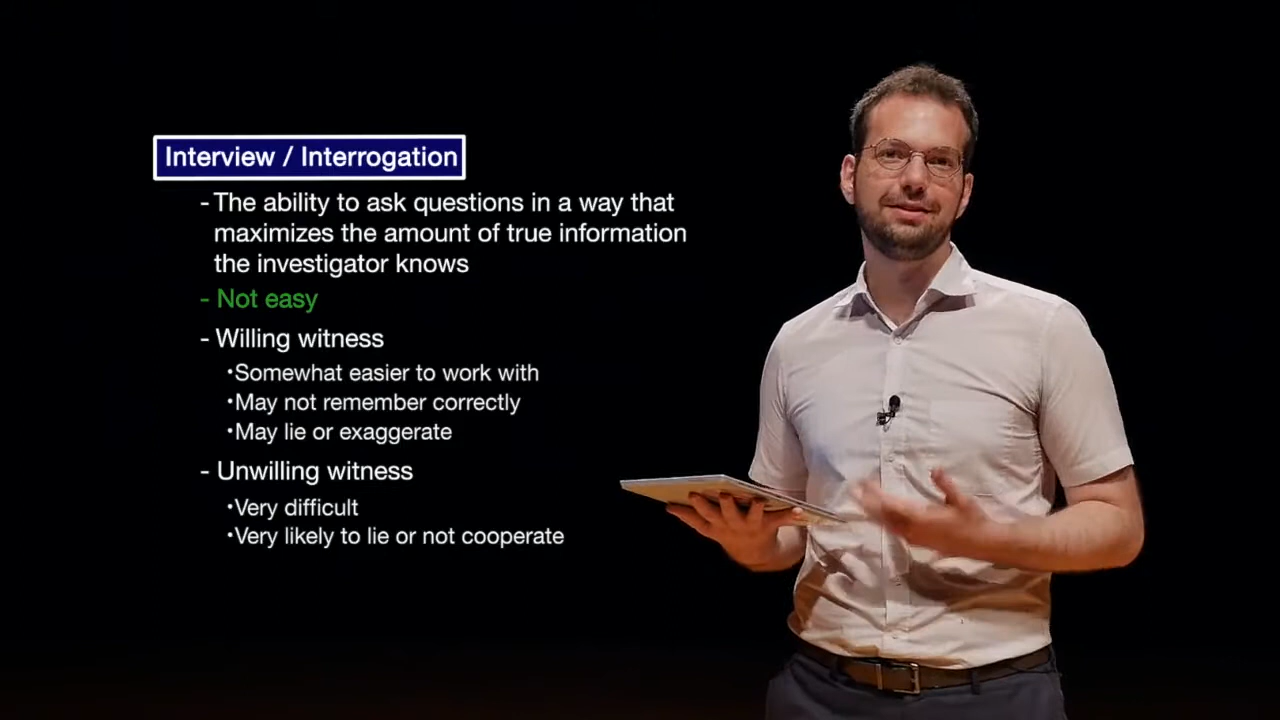 Interview / Interrogation
- The ability to ask questions in a way that
maximizes the amount of true information
the investigator knows
- Not easy
- Willing witness
•Somewhat easier to work with
•May not remember correctly
•May lie or exaggerate
- Unwilling witness
•Very difficult
•Very likely to lie or not cooperate